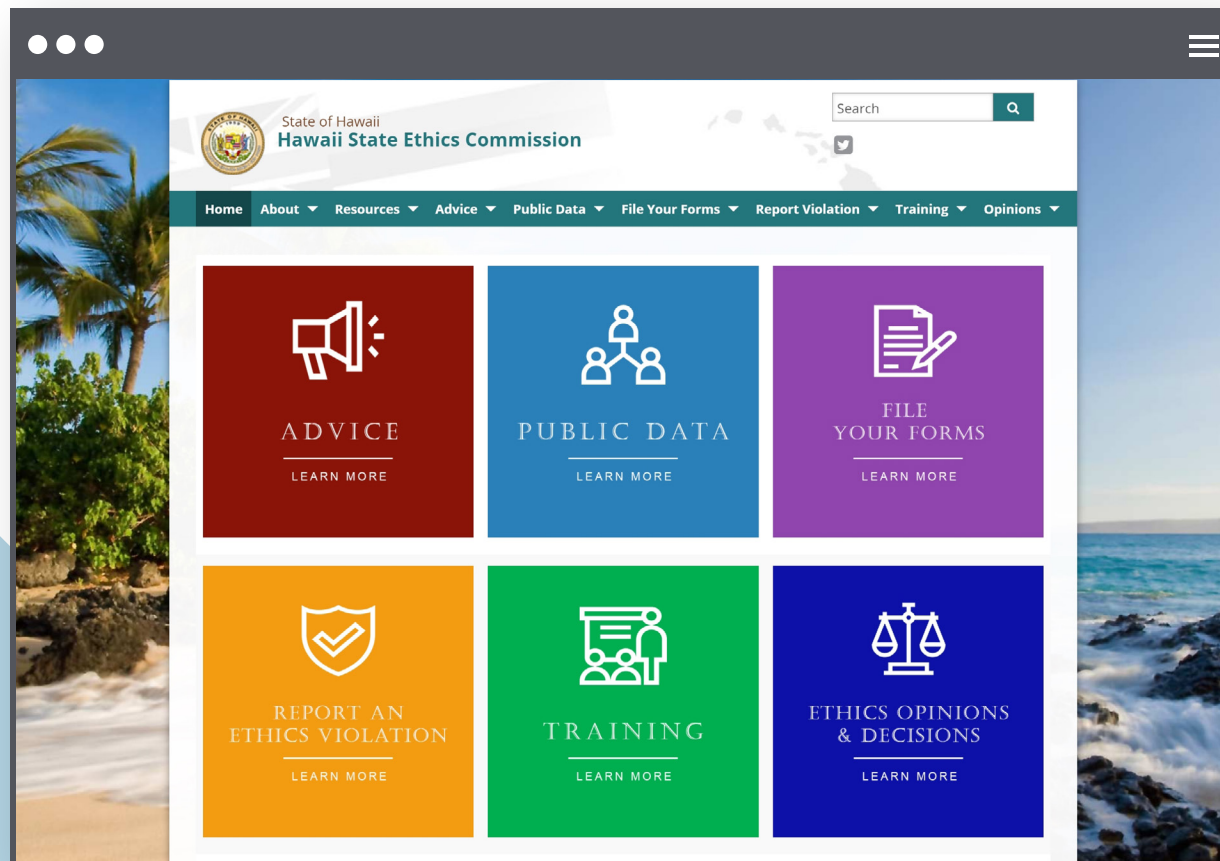 State of Hawaii
Hawaii State Ethics Commission
Search
Home About Resources Advice Public Data File Your Forms Report Violation Training Opinions
ADVICE
LEARN MORE
PUBLIC DATA
LEARN MORE
FILE
YOUR FORMS
LEARN MORE
REPORT AN
ETHICS VIOLATION
LEARN MORE
TRAINING
LEARN MORE
ETHICS OPINIONS
& DECISIONS
LEARN MORE